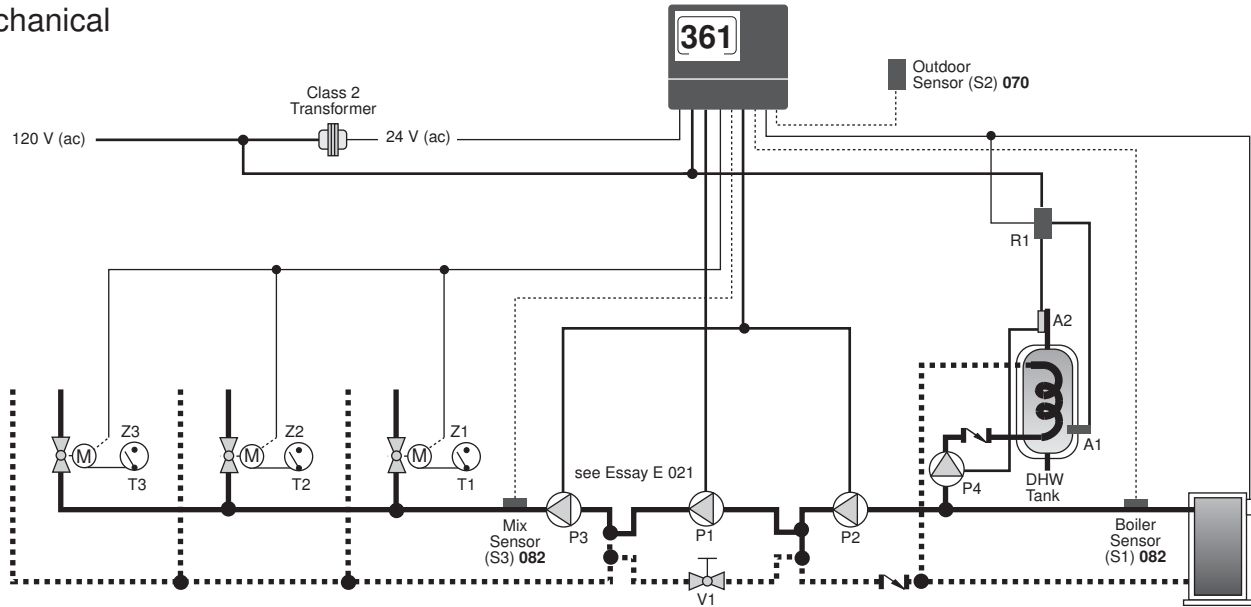 chanical
361
Outdoor
Sensor (S2) 070
Class 2
Transformer
120 V (ac)
24 V (ac)
R1
A2
Z3
Z2
Z1
M
M
M
T3
T2
T1
see Essay E 021
A1
P4
DHW
Tank
Mix
Sensor
(S3) 082
P3
P1
P2
Boiler
Sensor
(S1) 082
V1